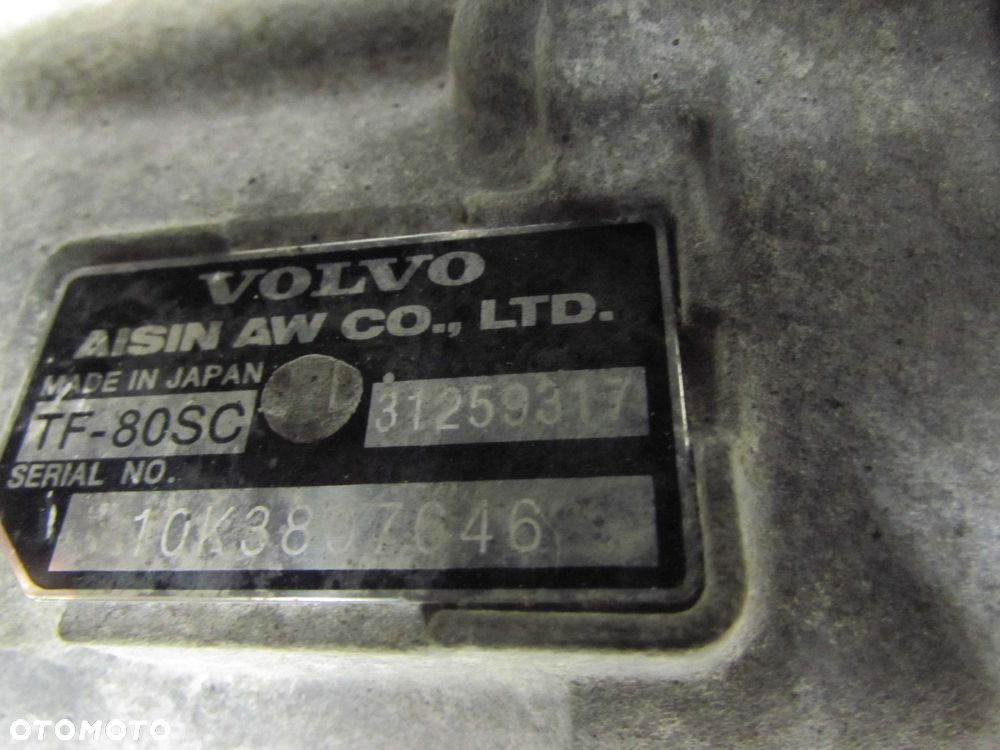 VOLVO
AISIN AW CO., LTD.
MADE IN JAPAN
TF-80SC 31259317
SERIAL NO.
OTOMOTO